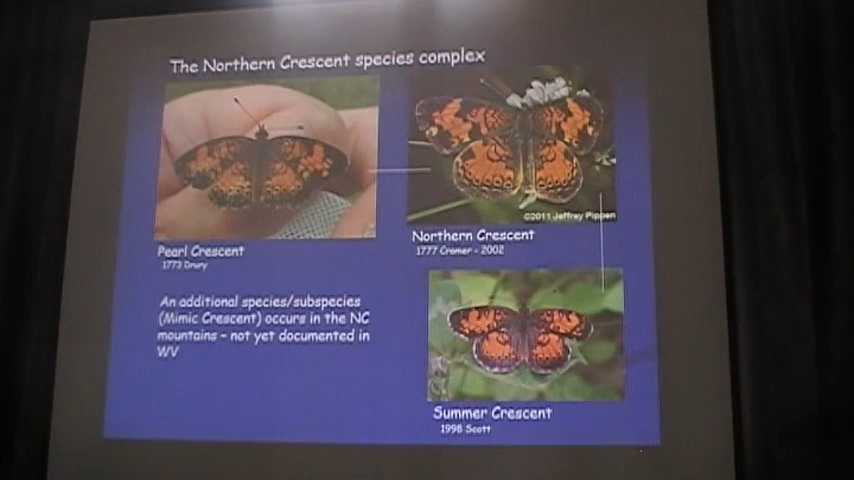 The Northern Crescent species complex
©2011 Jeffrey Pippen
Pearl Crescent
1773 Drury
Northern Crescent
1777 Cramer - 2002
An additional species/subspecies
(Mimic Crescent) occurs in the NC
mountains - not yet documented in
WV
Summer Crescent
1998 Scott